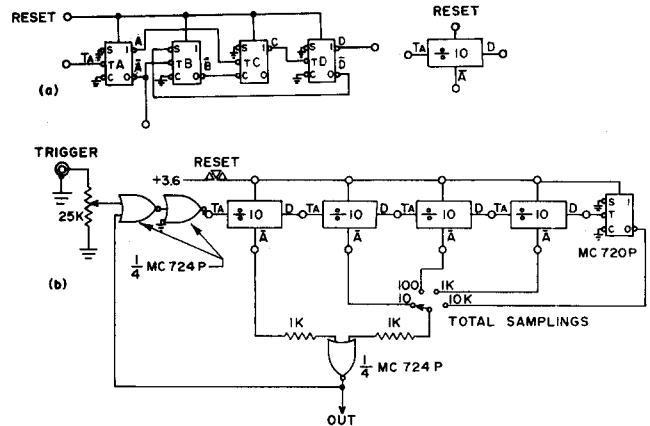 RESET
S 1 A
S 1
S 1 C
S 1 D
TA TA Ā
TB B̄
TC
TD D̄
C O
C O
C O
C O
(a)
RESET
TA ÷ 10 D
Ā
TRIGGER
25K
+3.6 RESET
TA ÷ 10 D TA ÷ 10 D TA ÷ 10 D TA ÷ 10 D
Ā Ā Ā Ā
S 1
T
C O
MC 720P
1/4 MC 724 P
(b)
100 1K
10 10K
TOTAL SAMPLINGS
1K 1K
1/4 MC 724 P
OUT